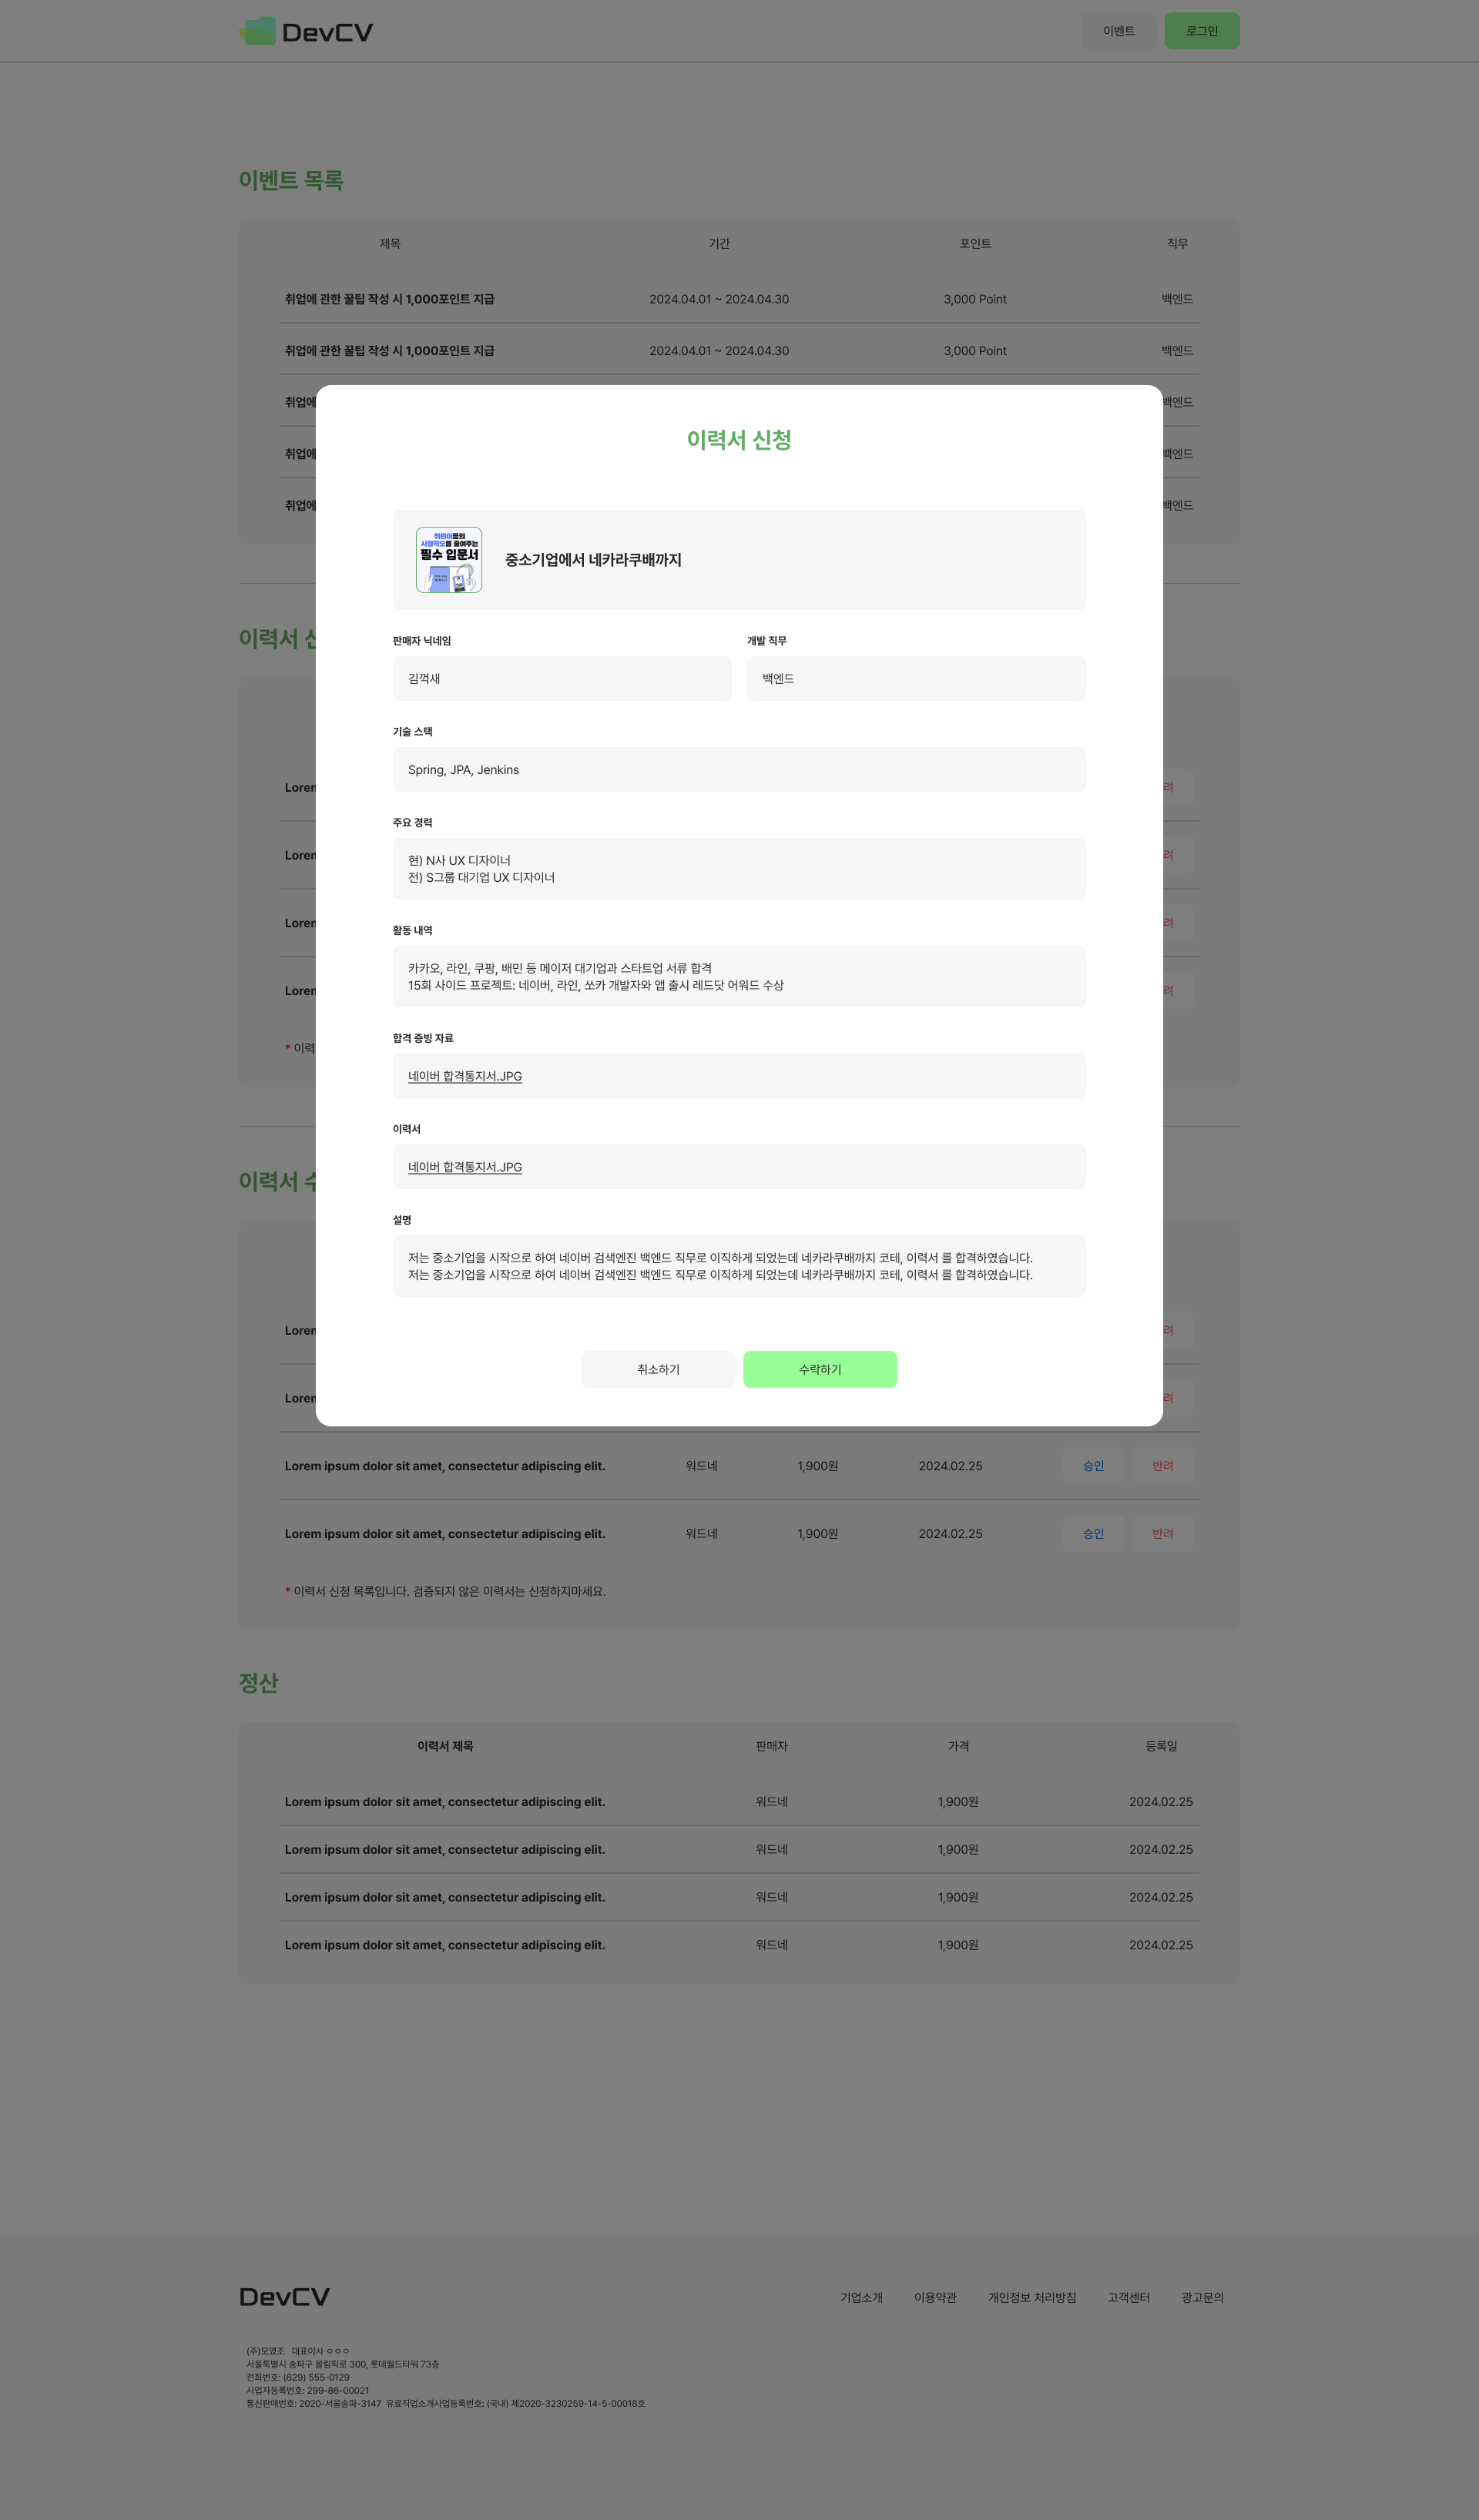 DevCV
이벤트
로그인
이벤트 목록
제목 기간 포인트 직무
취업에 관한 꿀팁 작성 시 1,000포인트 지급 2024.04.01 ~ 2024.04.30 3,000 Point 백엔드
취업에 관한 꿀팁 작성 시 1,000포인트 지급 2024.04.01 ~ 2024.04.30 3,000 Point 백엔드
취업에 백엔드
취업에 백엔드
취업에 백엔드
이력서 신청
취린이들의
시행착오를 줄여주는
필수 입문서
중소기업에서 네카라쿠배까지
판매자 닉네임 개발 직무
김꺽새 백엔드
기술 스택
Spring, JPA, Jenkins
주요 경력
현) N사 UX 디자이너
전) S그룹 대기업 UX 디자이너
활동 내역
카카오, 라인, 쿠팡, 배민 등 메이저 대기업과 스타트업 서류 합격
15회 사이드 프로젝트: 네이버, 라인, 쏘카 개발자와 앱 출시 레드닷 어워드 수상
합격 증빙 자료
네이버 합격통지서.JPG
이력서
네이버 합격통지서.JPG
설명
저는 중소기업을 시작으로 하여 네이버 검색엔진 백엔드 직무로 이직하게 되었는데 네카라쿠배까지 코테, 이력서 를 합격하였습니다.
저는 중소기업을 시작으로 하여 네이버 검색엔진 백엔드 직무로 이직하게 되었는데 네카라쿠배까지 코테, 이력서 를 합격하였습니다.
취소하기 수락하기
이력서
Loren 려
Loren 려
Loren 려
Loren 려
* 이력
이력서 수
Loren 려
Loren 려
Lorem ipsum dolor sit amet, consectetur adipiscing elit. 워드네 1,900원 2024.02.25 승인 반려
Lorem ipsum dolor sit amet, consectetur adipiscing elit. 워드네 1,900원 2024.02.25 승인 반려
* 이력서 신청 목록입니다. 검증되지 않은 이력서는 신청하지마세요.
정산
이력서 제목 판매자 가격 등록일
Lorem ipsum dolor sit amet, consectetur adipiscing elit. 워드네 1,900원 2024.02.25
Lorem ipsum dolor sit amet, consectetur adipiscing elit. 워드네 1,900원 2024.02.25
Lorem ipsum dolor sit amet, consectetur adipiscing elit. 워드네 1,900원 2024.02.25
Lorem ipsum dolor sit amet, consectetur adipiscing elit. 워드네 1,900원 2024.02.25
DevCV
기업소개 이용약관 개인정보 처리방침 고객센터 광고문의
(주)모였조 대표이사 ㅇㅇㅇ
서울특별시 송파구 올림픽로 300, 롯데월드타워 73층
전화번호: (629) 555-0129
사업자등록번호: 299-86-00021
통신판매번호: 2020-서울송파-3147 유료직업소개사업등록번호: (국내) 제2020-3230259-14-5-00018호